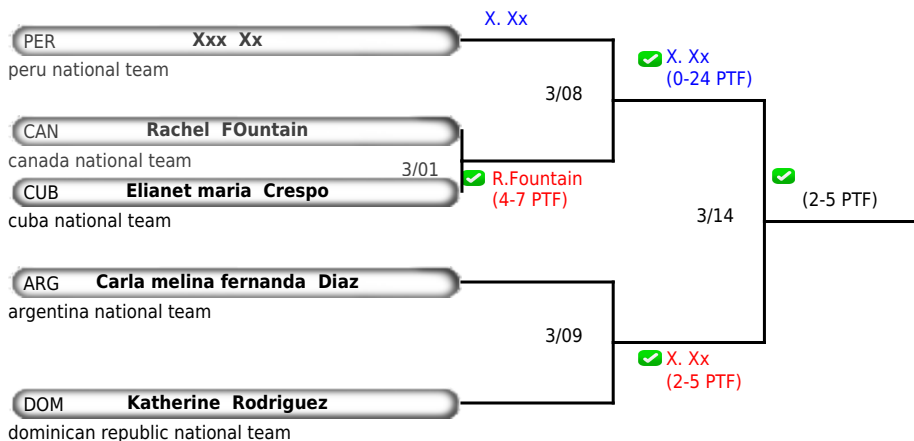 X. Xx
PER Xxx Xx
peru national team
X. Xx
(0-24 PTF)
3/08
CAN Rachel FOuntain
canada national team
3/01
R.Fountain
(4-7 PTF)
CUB Elianet maria Crespo
cuba national team
(2-5 PTF)
3/14
ARG Carla melina fernanda Diaz
argentina national team
3/09
X. Xx
(2-5 PTF)
DOM Katherine Rodriguez
dominican republic national team